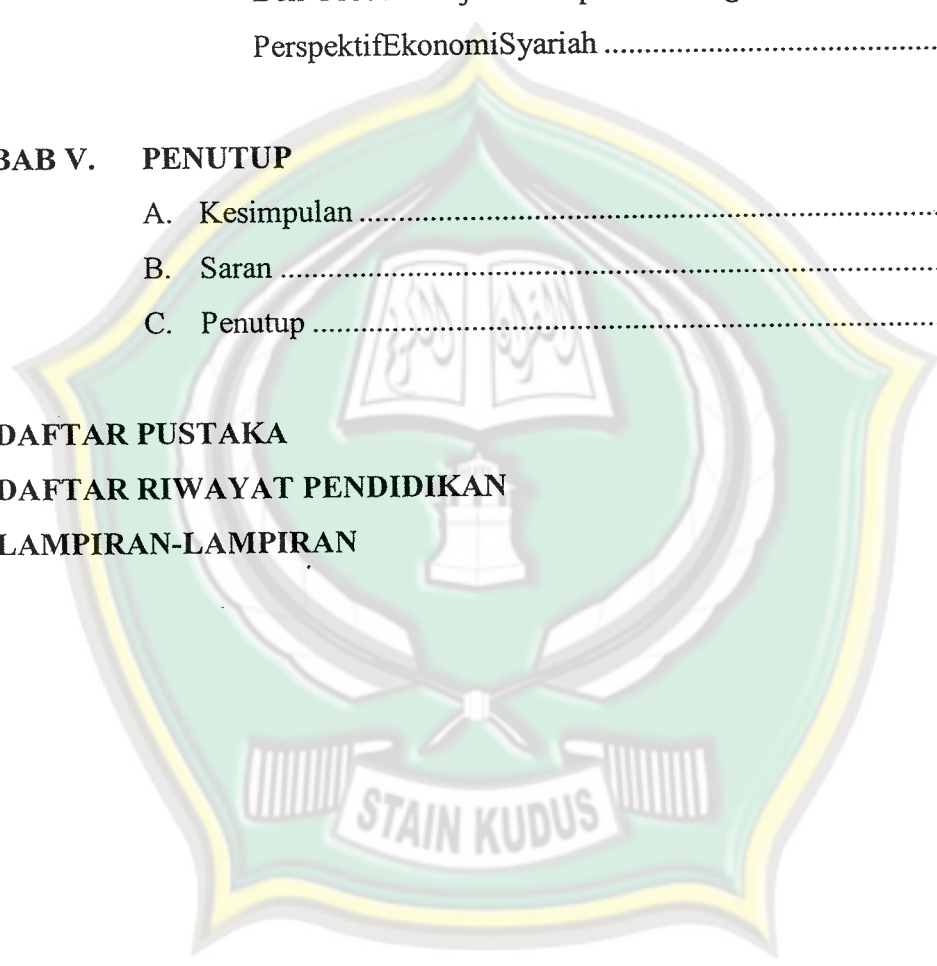 PerspektifEkonomiSyariah ..........................................
BAB V. PENUTUP
A. Kesimpulan ..........................................................................
B. Saran ....................................................................................
C. Penutup ................................................................................
DAFTAR PUSTAKA
DAFTAR RIWAYAT PENDIDIKAN
LAMPIRAN-LAMPIRAN
STAIN KUDUS